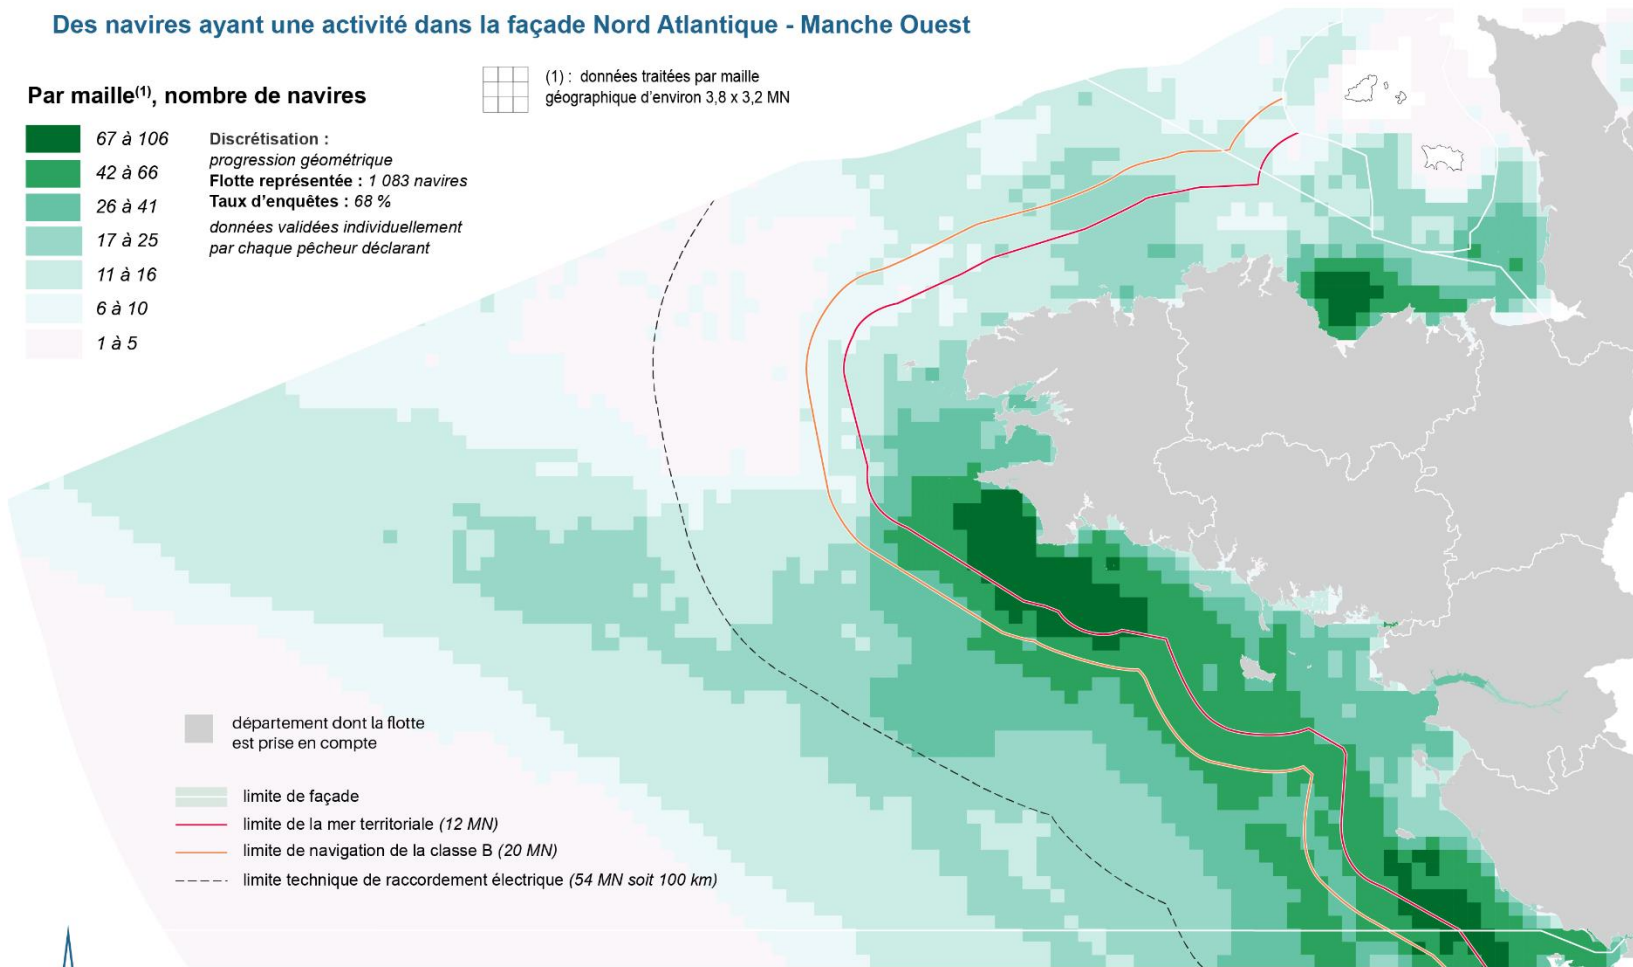 Des navires ayant une activité dans la façade Nord Atlantique - Manche Ouest
Par maille(1), nombre de navires
67 à 106
42 à 66
26 à 41
17 à 25
11 à 16
6 à 10
1 à 5
Discrétisation :
progression géométrique
Flotte représentée : 1 083 navires
Taux d'enquêtes : 68 %
données validées individuellement
par chaque pêcheur déclarant
(1) : données traitées par maille
géographique d'environ 3,8 x 3,2 MN
département dont la flotte
est prise en compte
limite de façade
limite de la mer territoriale (12 MN)
limite de navigation de la classe B (20 MN)
limite technique de raccordement électrique (54 MN soit 100 km)